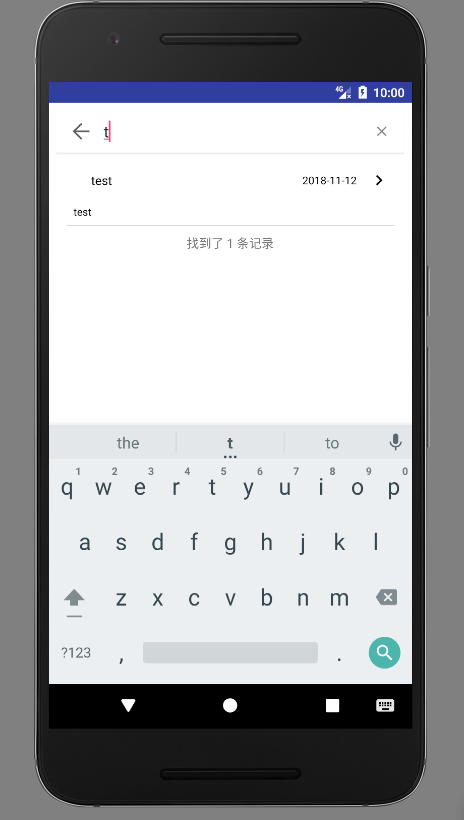 4G 10:00
t
test 2018-11-12
test
找到了 1 条记录
the t to
1 2 3 4 5 6 7 8 9 0
q w e r t y u i o p
a s d f g h j k l
z x c v b n m
?123 , .